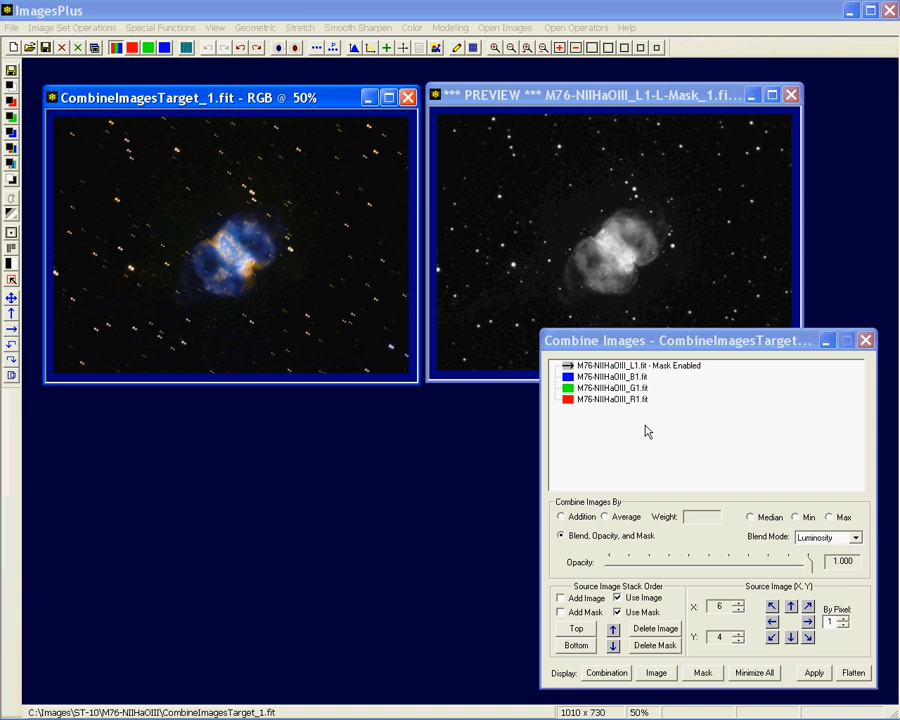 ImagesPlus
File Image Set Operations Special Functions View Geometric Stretch Smooth Sharpen Color Modeling Open Images Open Operators Help
CombineImagesTarget_1.fit - RGB @ 50%
*** PREVIEW *** M76-NIIHaOIII_L1-L-Mask_1.fi...
Combine Images - CombineImagesTarget...
M76-NIIHaOIII_L1.fit - Mask Enabled
M76-NIIHaOIII_B1.fit
M76-NIIHaOIII_G1.fit
M76-NIIHaOIII_R1.fit
Combine Images By
Addition Average Weight: Median Min Max
Blend, Opacity, and Mask Blend Mode: Luminosity
Opacity: 1.000
Source Image Stack Order Source Image (X, Y)
Add Image Use Image
Add Mask Use Mask
X: 6 By Pixel:
1
Top Delete Image
Bottom Delete Mask
Y: 4
Display: Combination Image Mask Minimize All Apply Flatten
C:\Images\ST-10\M76-NIIHaOIII\CombineImagesTarget_1.fit 1010 x 730 50%